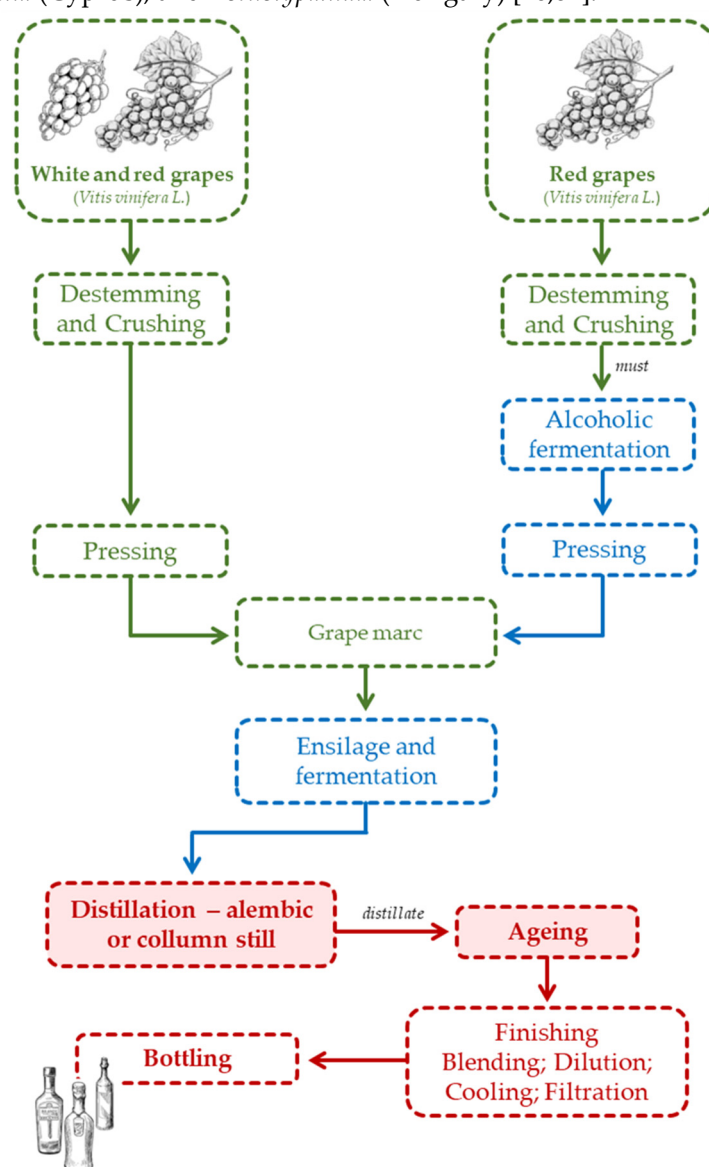 (Cyprus),
White and red grapes
(Vitis vinifera L.)
Red grapes
(Vitis vinifera L.)
Destemming
and Crushing
Destemming
and Crushing
must
Alcoholic
fermentation
Pressing
Pressing
Grape marc
Ensilage and
fermentation
Distillation – alembic
or collumn still
distillate
Ageing
Finishing
Blending; Dilution;
Cooling; Filtration
Bottling